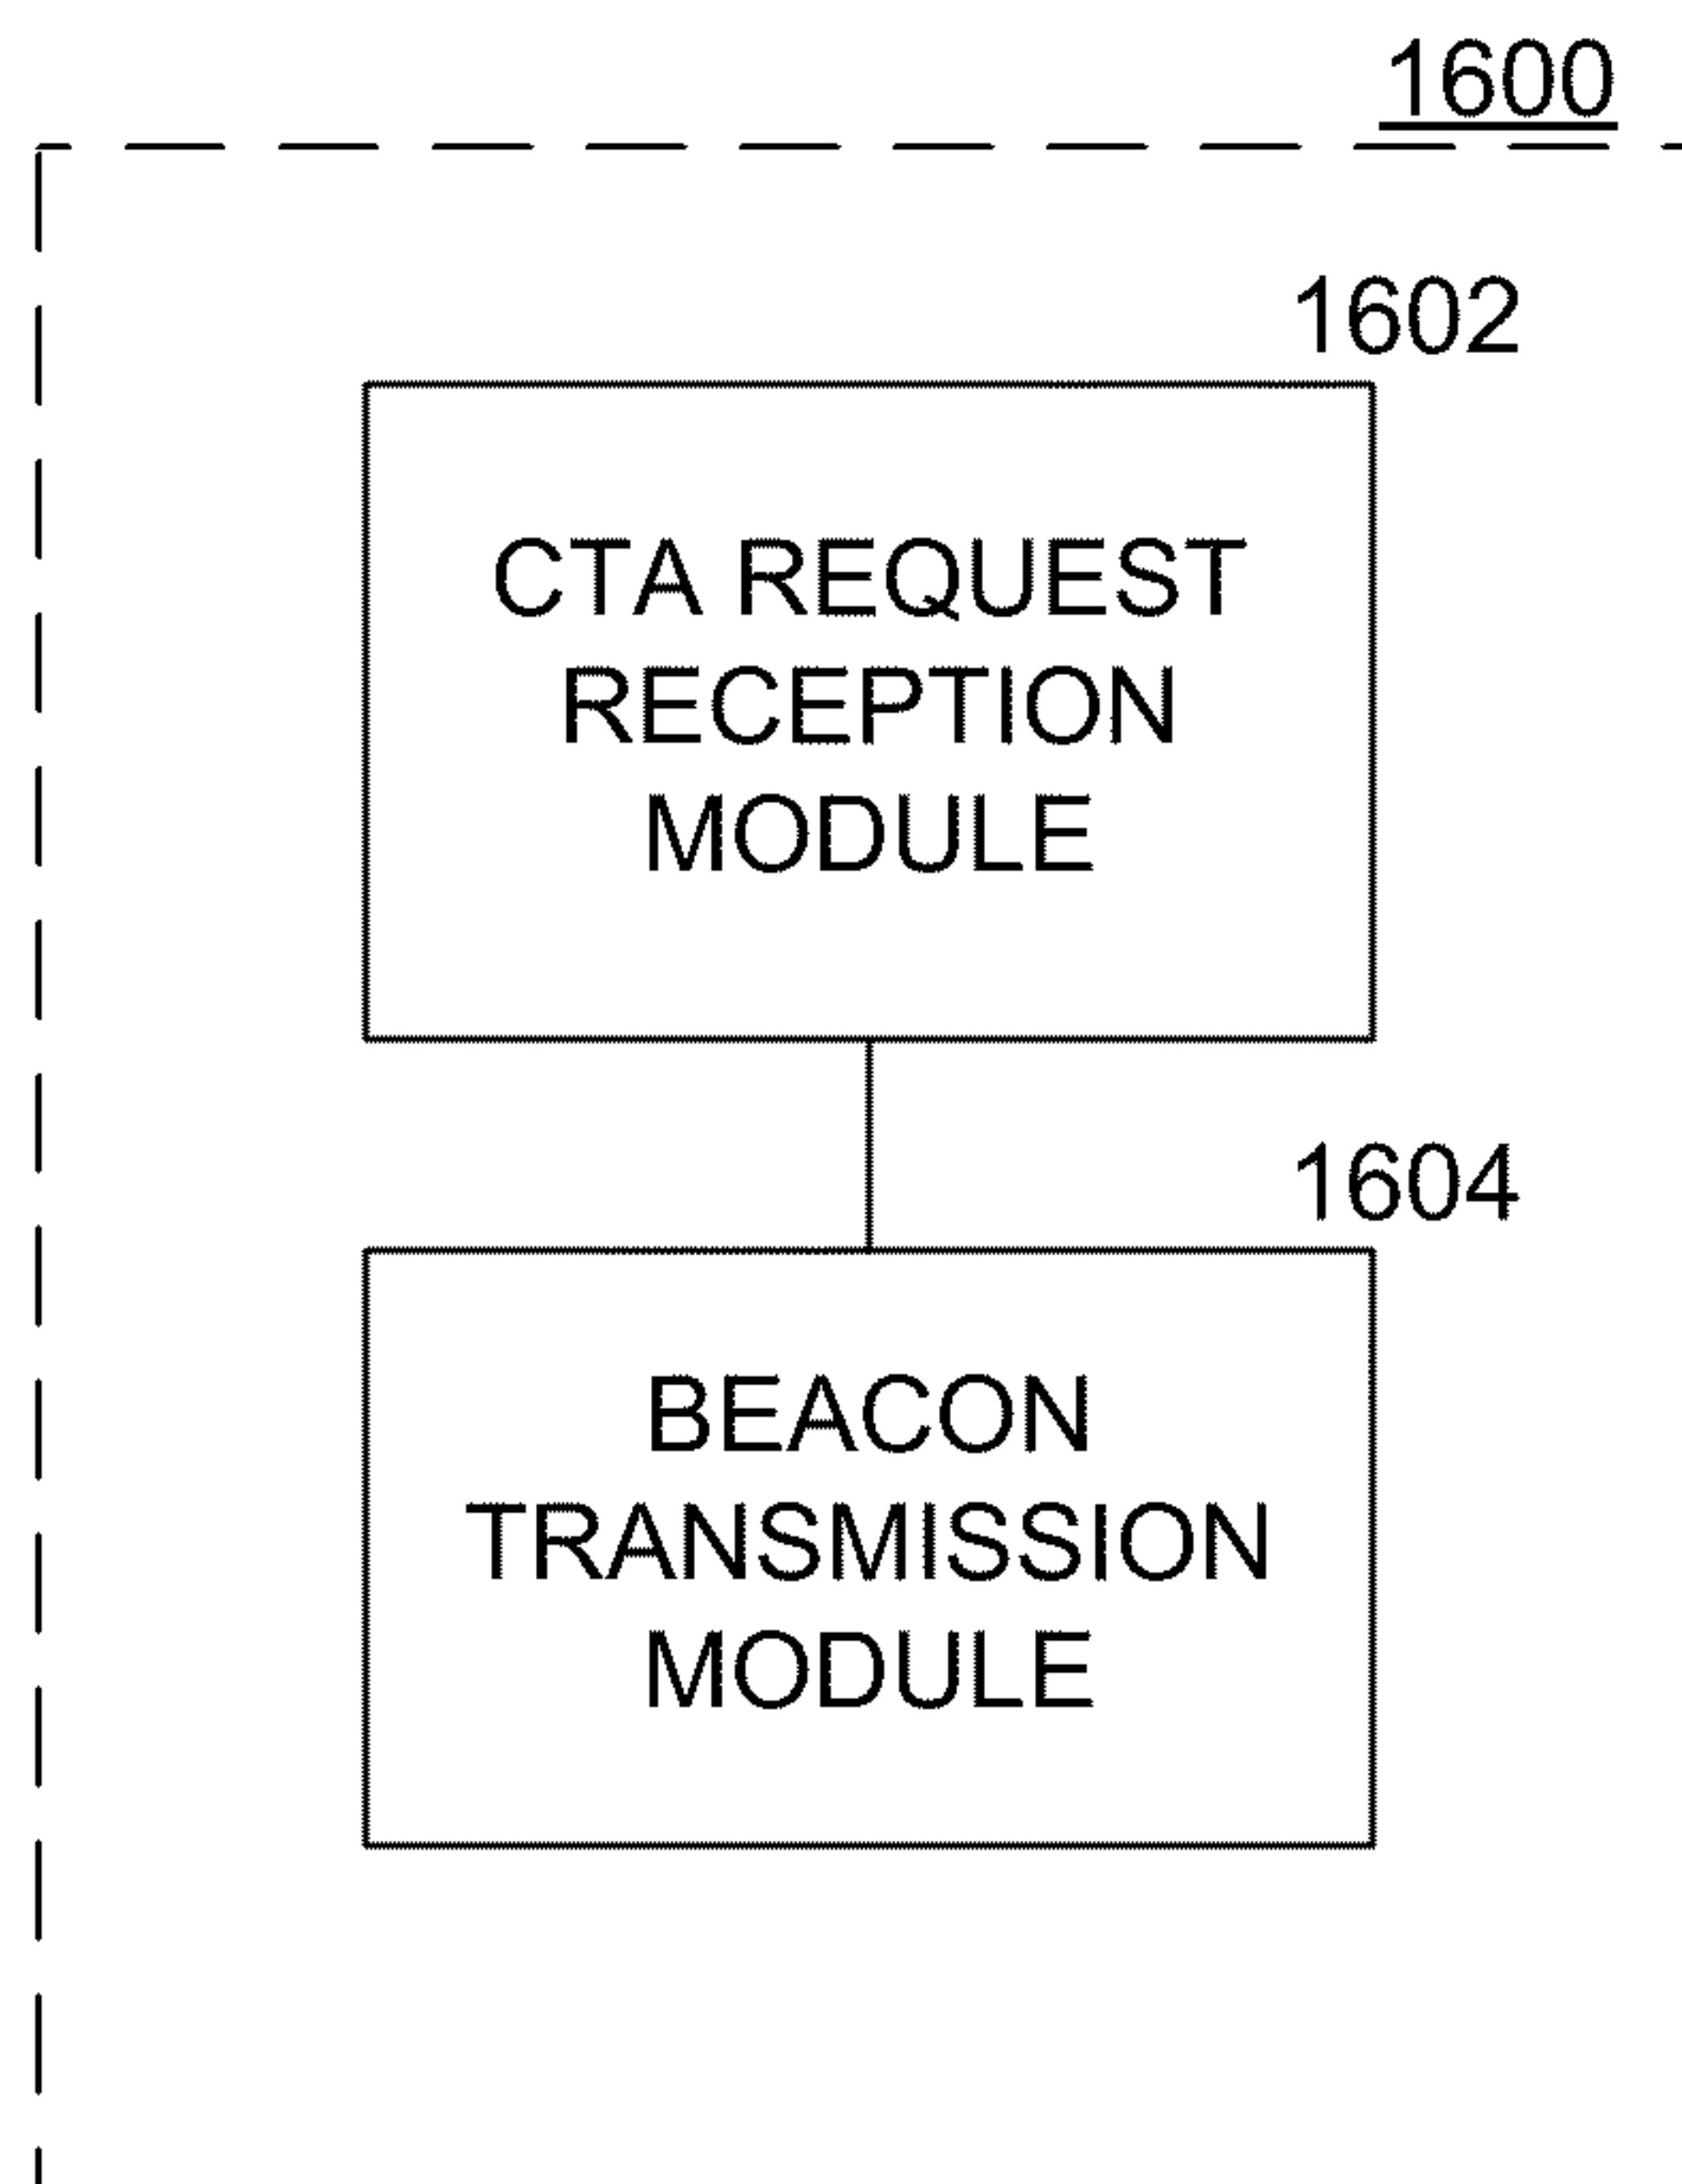 1600
1602
CTA REQUEST
RECEPTION
MODULE
1604
BEACON
TRANSMISSION
MODULE